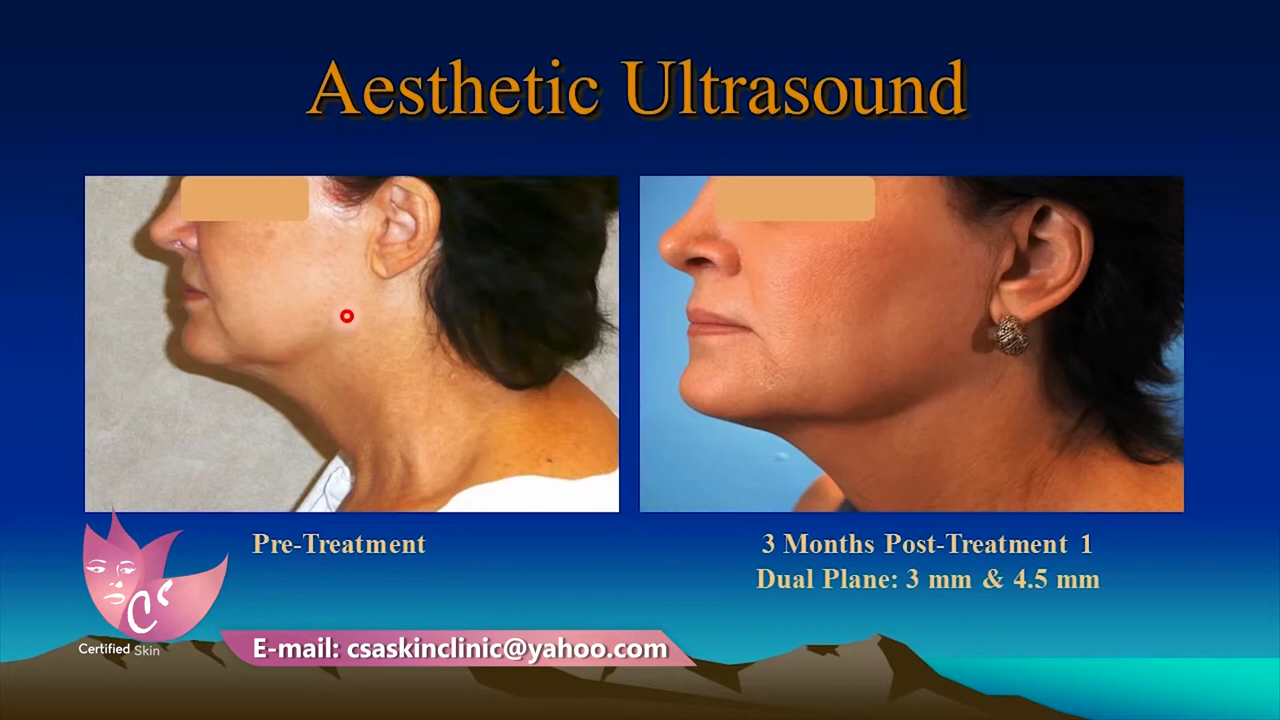 Aesthetic Ultrasound
Pre-Treatment
3 Months Post-Treatment 1
Dual Plane: 3 mm & 4.5 mm
Cs
Certified Skin
E-mail: csaskinclinic@yahoo.com